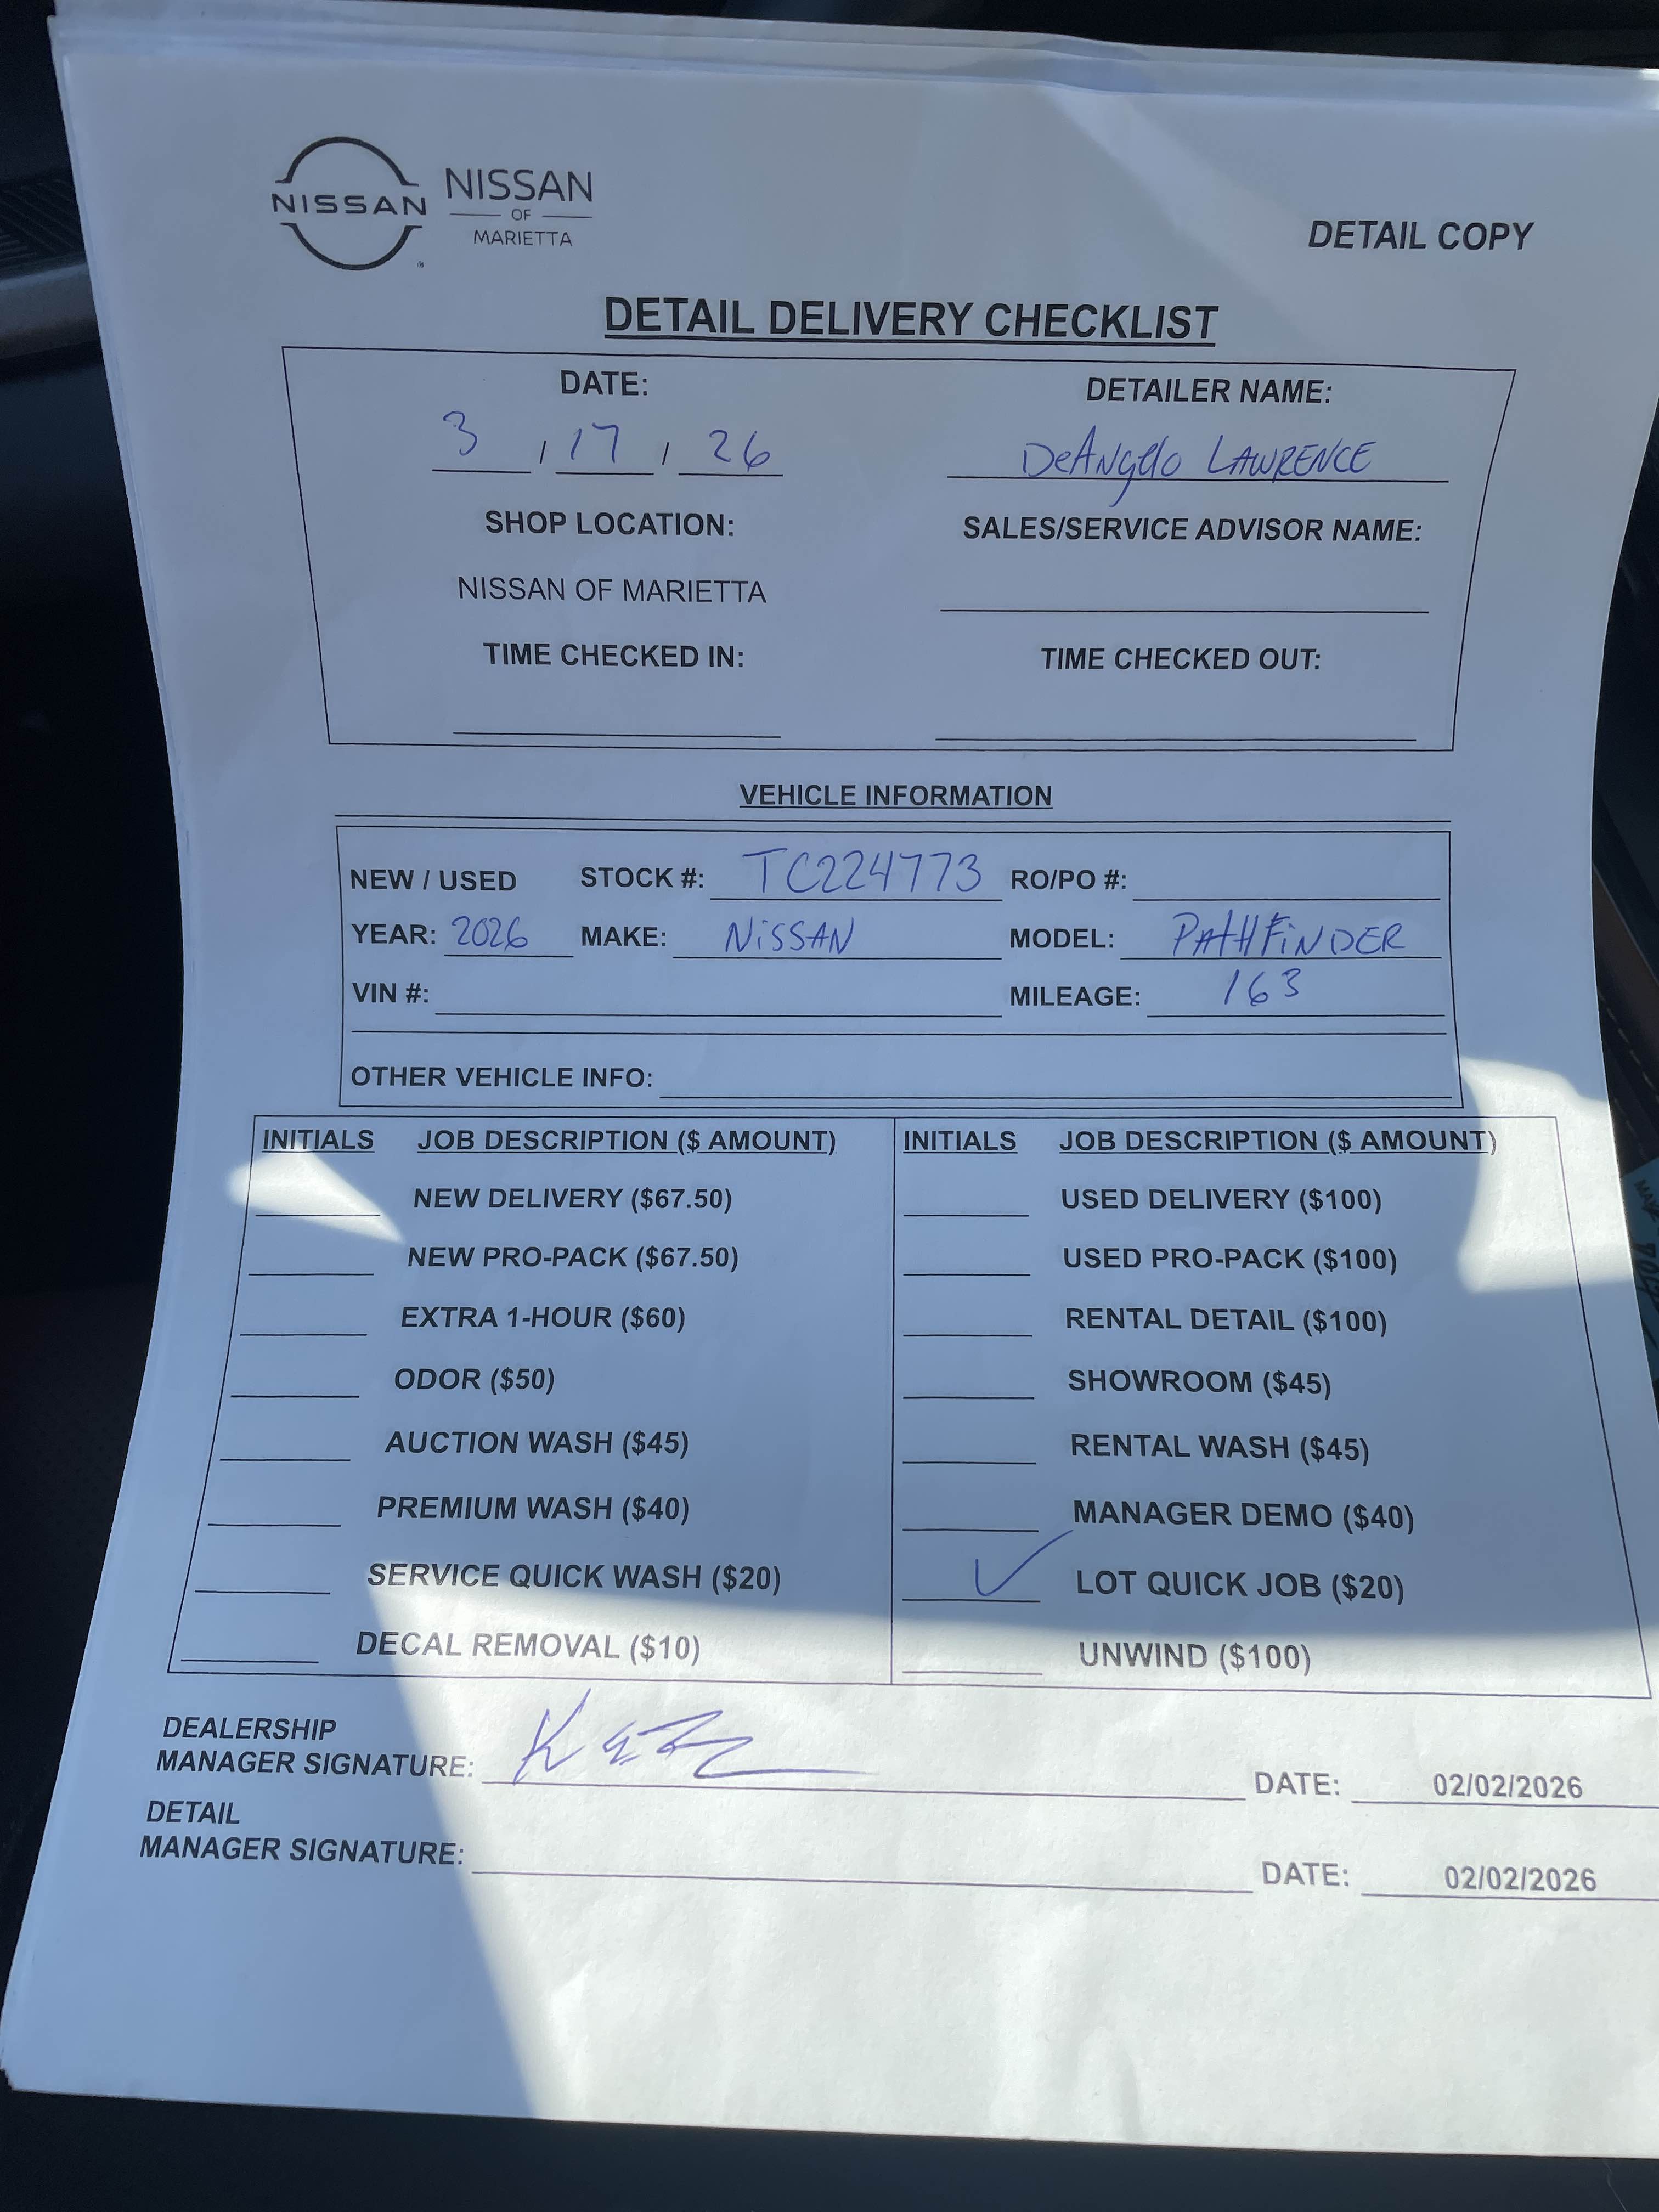 NISSAN
NISSAN
OF
MARIETTA
DETAIL COPY
DETAIL DELIVERY CHECKLIST
DATE: DETAILER NAME:
3 / 17 / 26 DeAngelo LAWRENCE
SHOP LOCATION: SALES/SERVICE ADVISOR NAME:
NISSAN OF MARIETTA
TIME CHECKED IN: TIME CHECKED OUT:
VEHICLE INFORMATION
NEW / USED STOCK #: TC224773 RO/PO #:
YEAR: 2026 MAKE: NiSSAN MODEL: PATHFiNDER
VIN #: MILEAGE: 163
OTHER VEHICLE INFO:
INITIALS JOB DESCRIPTION ($ AMOUNT) INITIALS JOB DESCRIPTION ($ AMOUNT)
NEW DELIVERY ($67.50) USED DELIVERY ($100)
NEW PRO-PACK ($67.50) USED PRO-PACK ($100)
EXTRA 1-HOUR ($60) RENTAL DETAIL ($100)
ODOR ($50) SHOWROOM ($45)
AUCTION WASH ($45) RENTAL WASH ($45)
PREMIUM WASH ($40) MANAGER DEMO ($40)
SERVICE QUICK WASH ($20) ✓ LOT QUICK JOB ($20)
DECAL REMOVAL ($10) UNWIND ($100)
DEALERSHIP
MANAGER SIGNATURE: DATE: 02/02/2026
DETAIL
MANAGER SIGNATURE: DATE: 02/02/2026